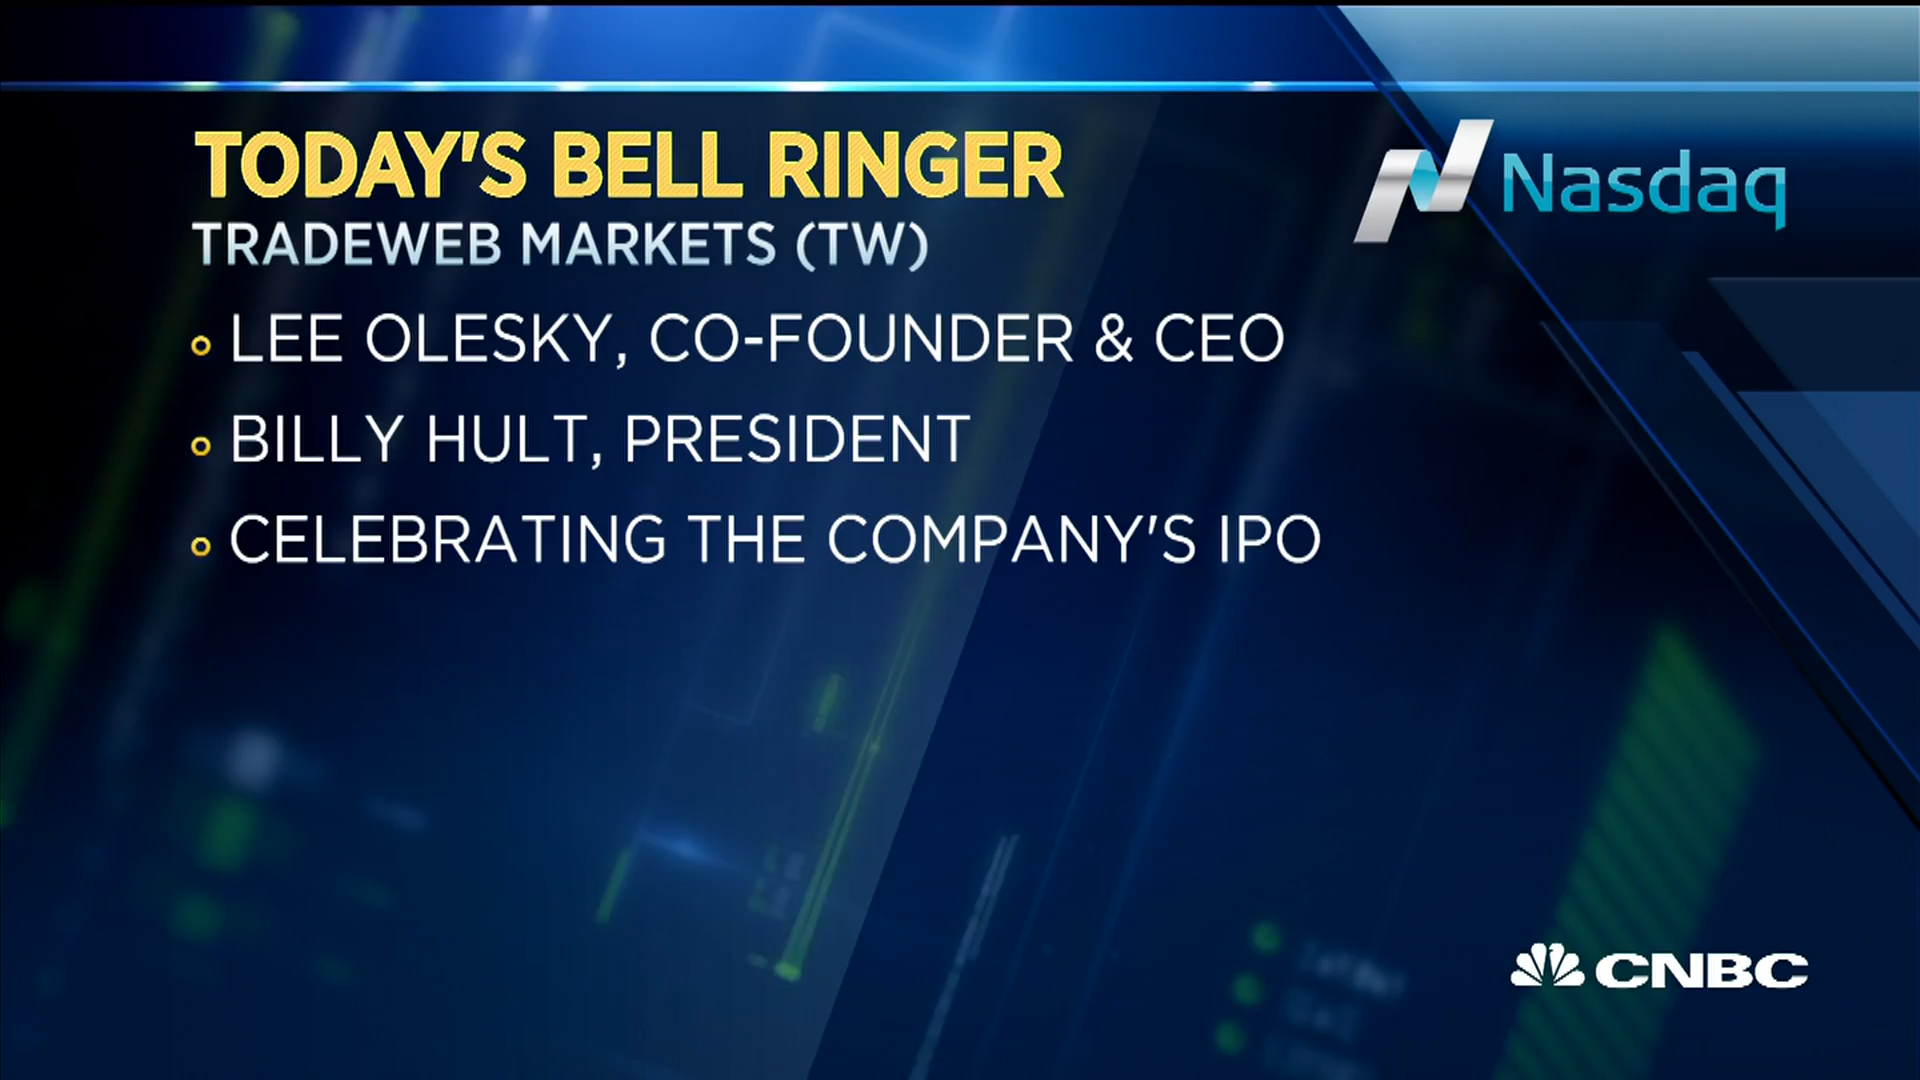 TODAY'S BELL RINGER
Nasdaq
TRADEWEB MARKETS (TW)
LEE OLESKY, CO-FOUNDER & CEO
BILLY HULT, PRESIDENT
CELEBRATING THE COMPANY'S IPO
CNBC